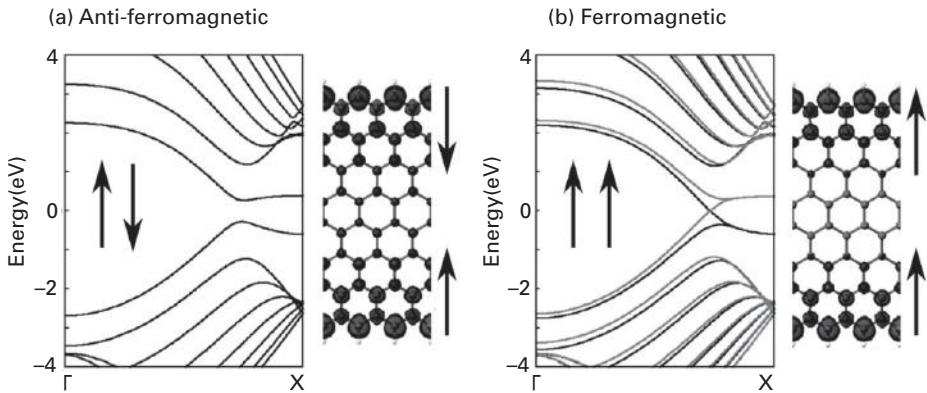 (a) Anti-ferromagnetic
4
2
0
−2
−4
Energy(eV)
Γ
X
(b) Ferromagnetic
4
2
0
−2
−4
Energy(eV)
Γ
X